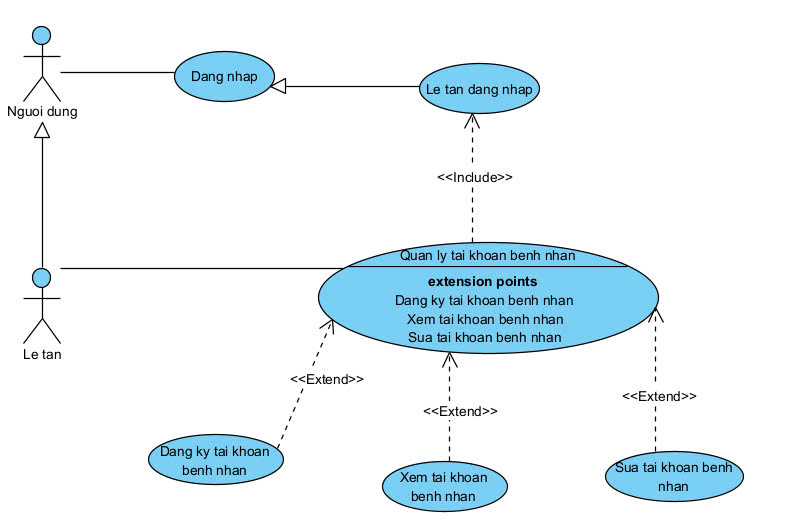 Dang nhap
Le tan dang nhap
Nguoi dung
<<Include>>
Quan ly tai khoan benh nhan
extension points
Dang ky tai khoan benh nhan
Xem tai khoan benh nhan
Sua tai khoan benh nhan
Le tan
<<Extend>>
<<Extend>>
<<Extend>>
Dang ky tai khoan
benh nhan
Xem tai khoan
benh nhan
Sua tai khoan benh
nhan